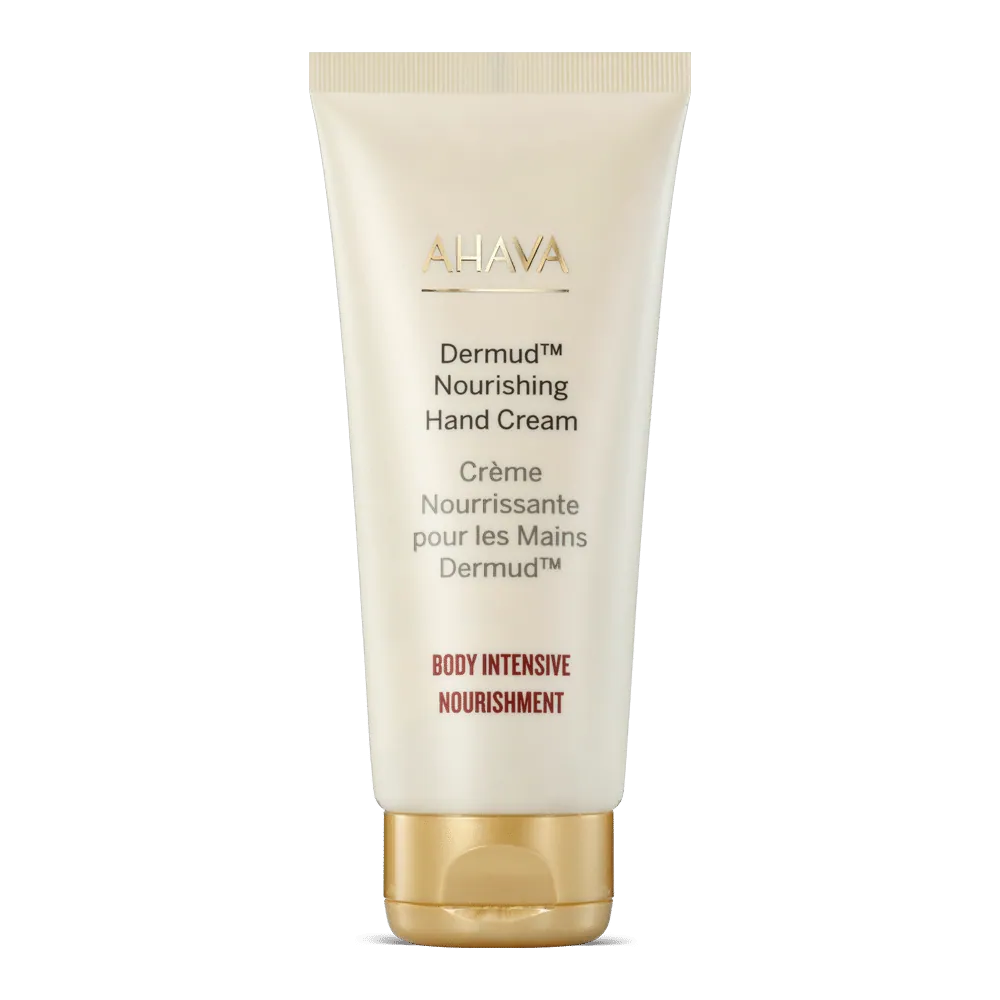 AHAVA
Dermud™
Nourishing
Hand Cream
Crème
Nourrissante
pour les Mains
Dermud™
BODY INTENSIVE
NOURISHMENT